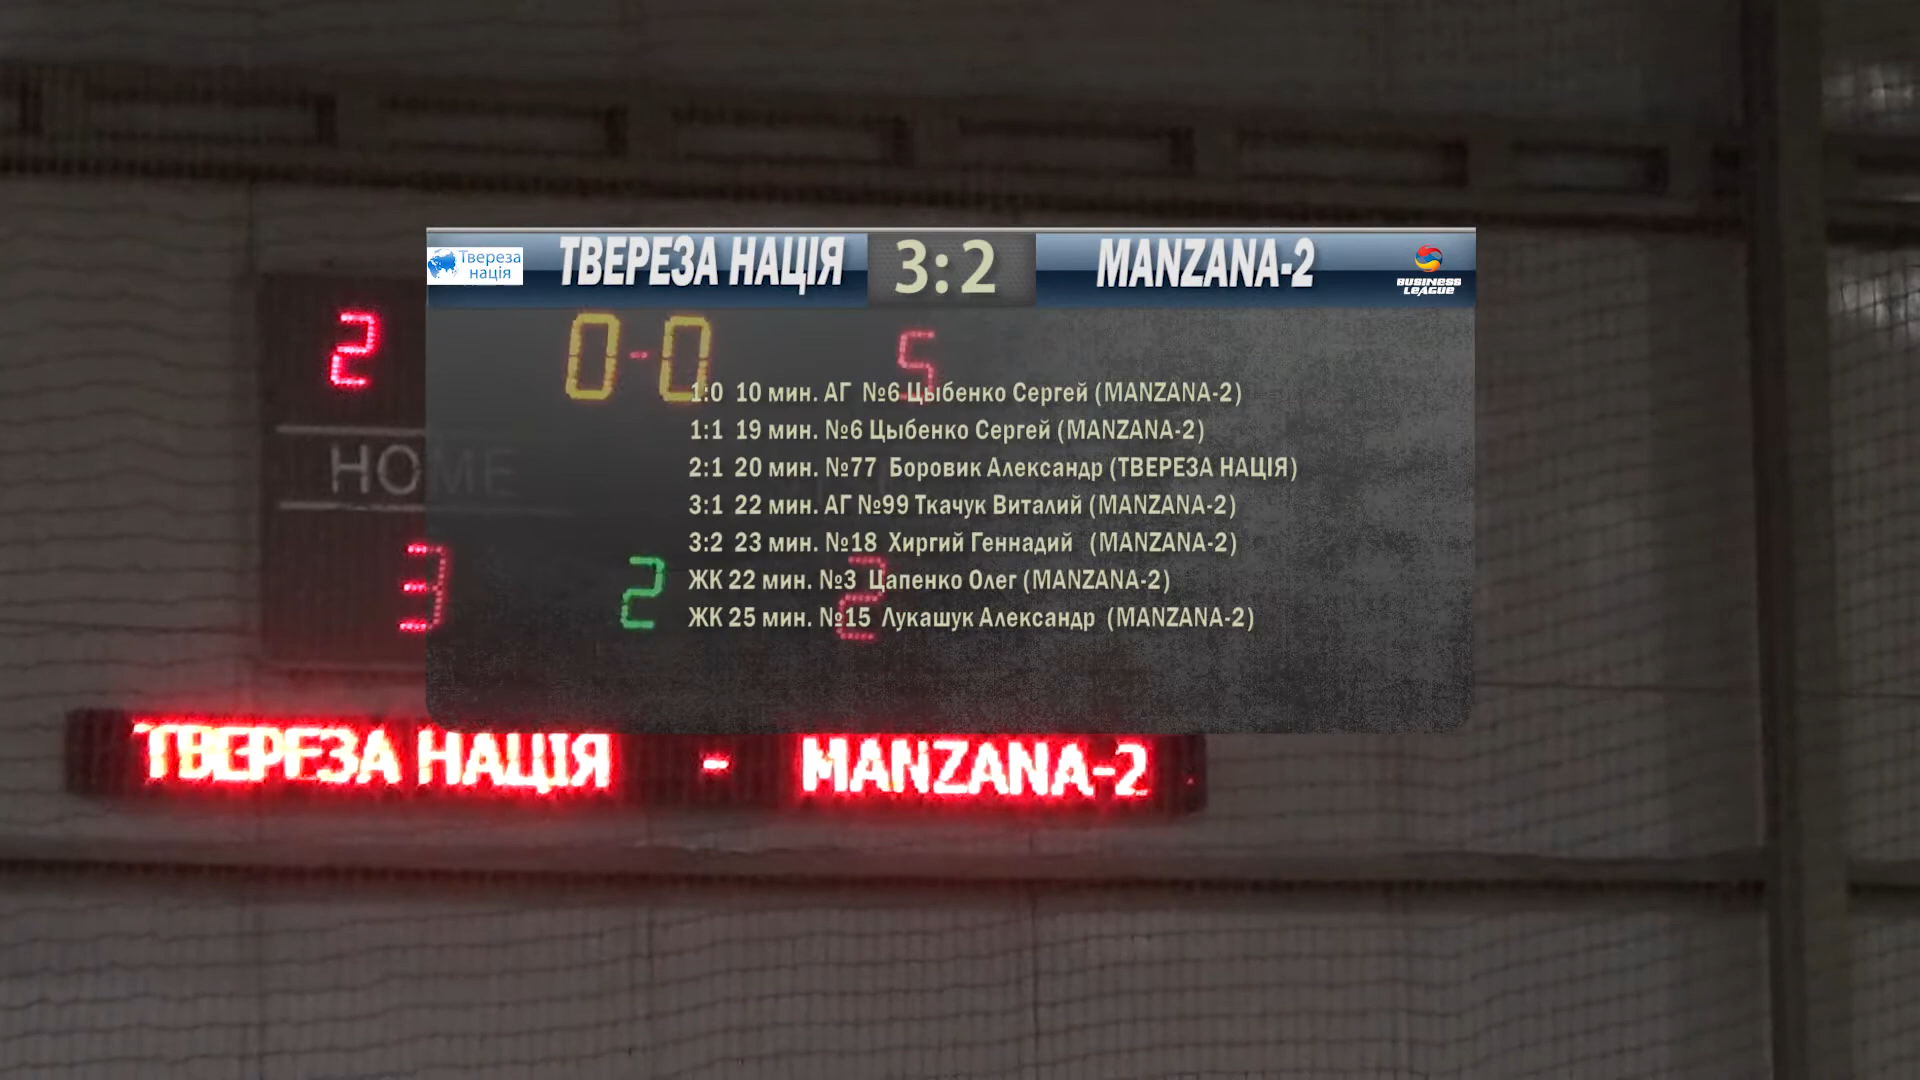 Твереза
нація
ТВЕРЕЗА НАЦІЯ 3:2 MANZANA-2
BUSINESS
LEAGUE
2 0-0 5
1:0 10 мин. АГ №6 Цыбенко Сергей (MANZANA-2)
1:1 19 мин. №6 Цыбенко Сергей (MANZANA-2)
2:1 20 мин. №77 Боровик Александр (ТВЕРЕЗА НАЦІЯ)
HOME
3:1 22 мин. АГ №99 Ткачук Виталий (MANZANA-2)
3:2 23 мин. №18 Хиргий Геннадий (MANZANA-2)
ЖК 22 мин. №3 Цапенко Олег (MANZANA-2)
3 2 2
ЖК 25 мин. №15 Лукашук Александр (MANZANA-2)
ТВЕРЕЗА НАЦІЯ - MANZANA-2